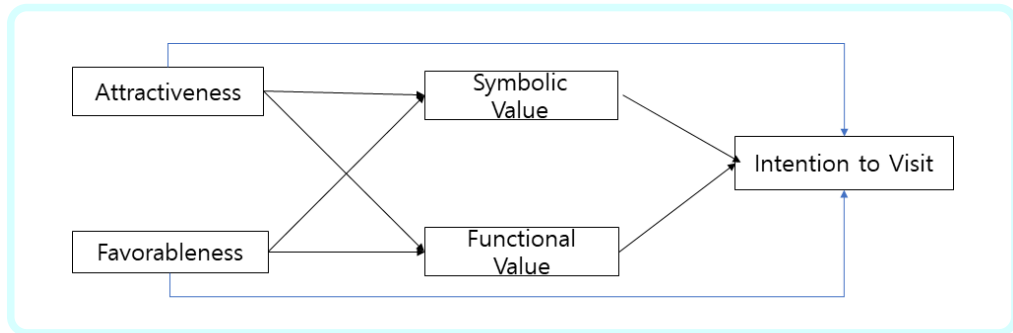 Attractiveness
Symbolic
Value
Intention to Visit
Favorableness
Functional
Value